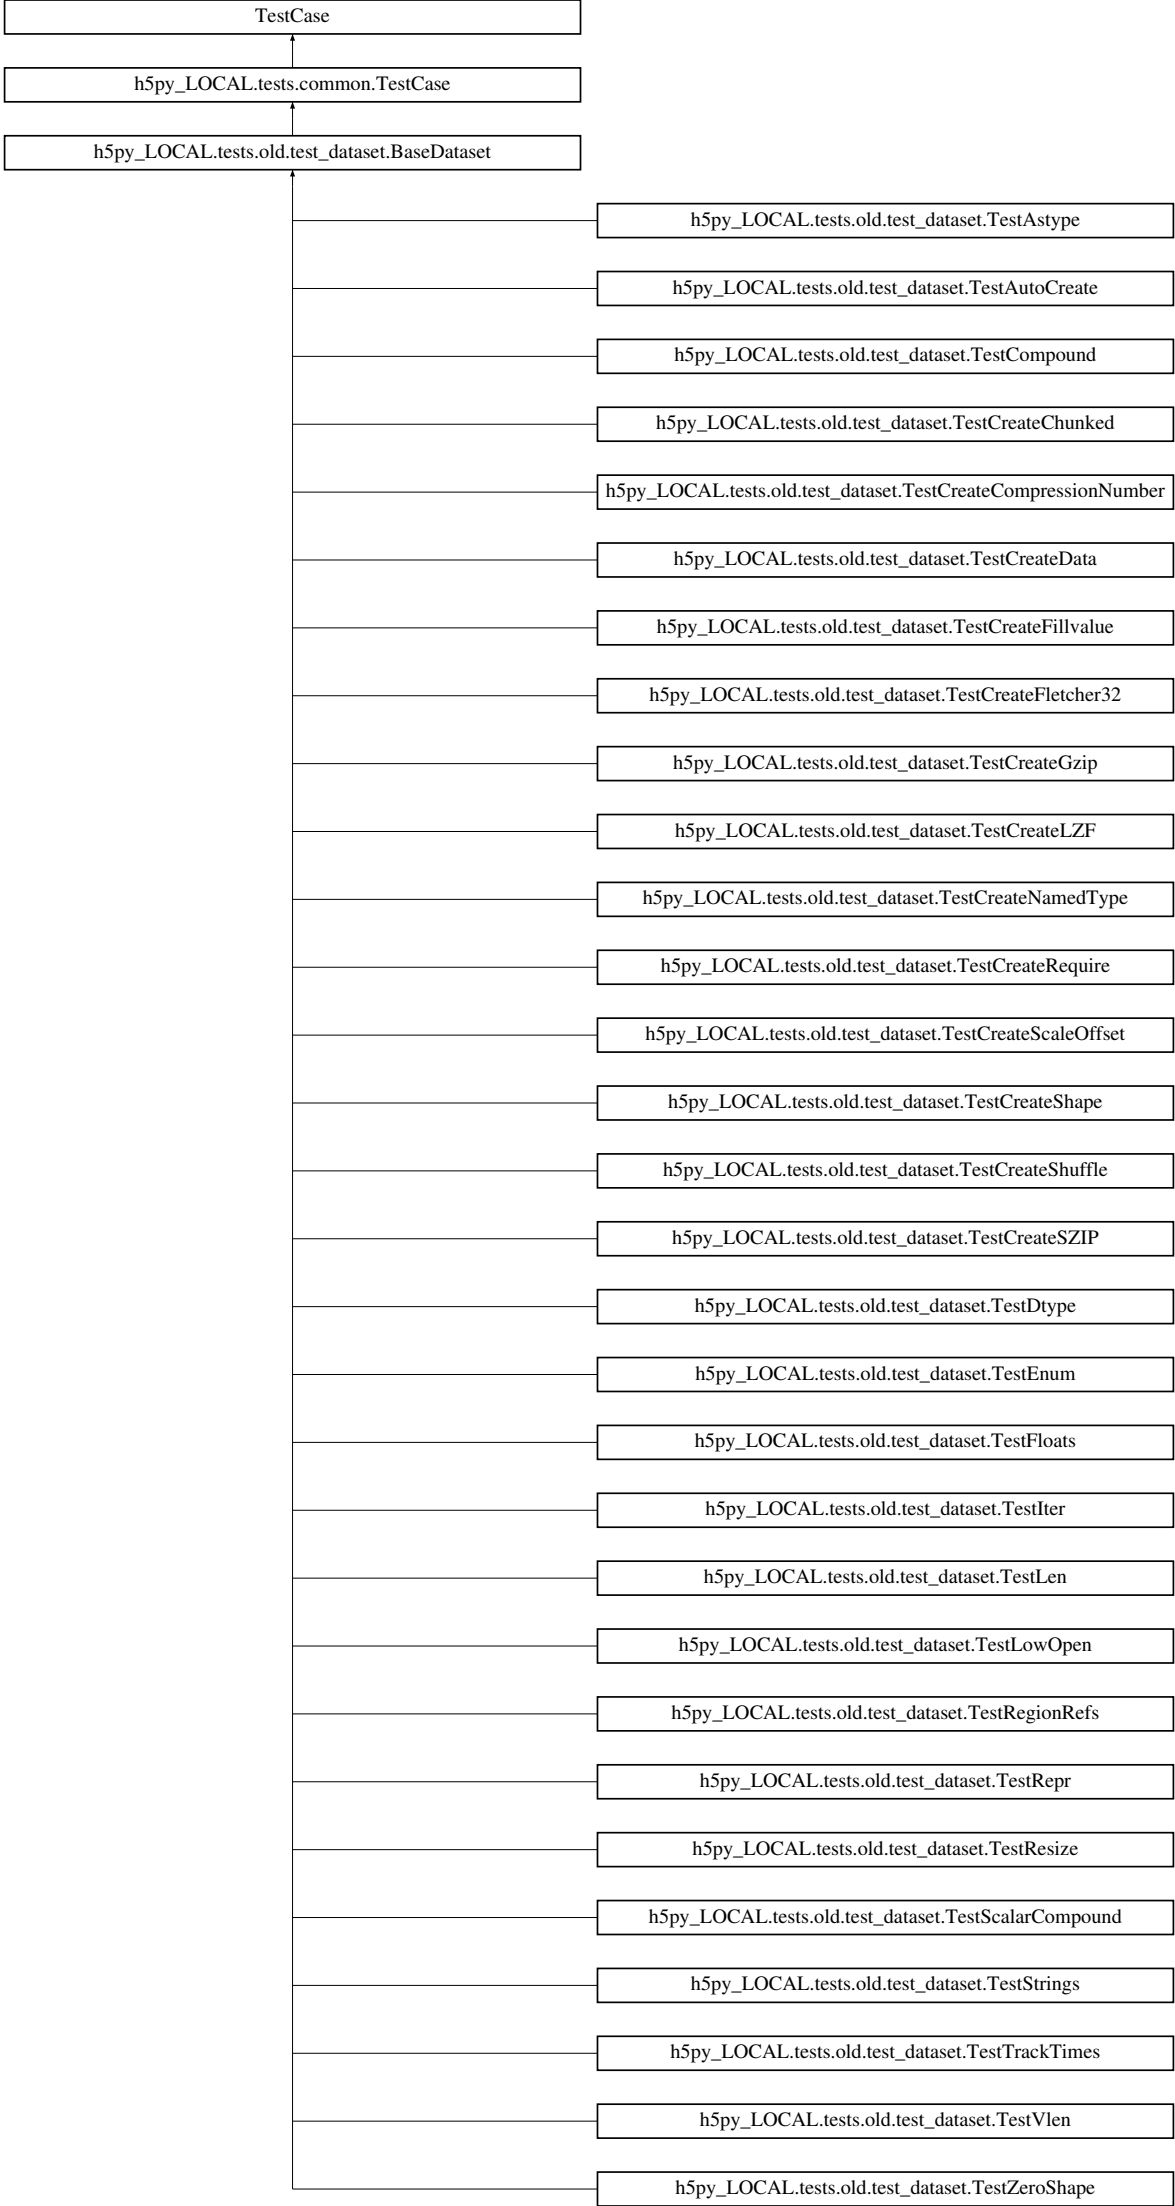 TestCase
h5py_LOCAL.tests.common.TestCase
h5py_LOCAL.tests.old.test_dataset.BaseDataset
h5py_LOCAL.tests.old.test_dataset.TestAstype
h5py_LOCAL.tests.old.test_dataset.TestAutoCreate
h5py_LOCAL.tests.old.test_dataset.TestCompound
h5py_LOCAL.tests.old.test_dataset.TestCreateChunked
h5py_LOCAL.tests.old.test_dataset.TestCreateCompressionNumber
h5py_LOCAL.tests.old.test_dataset.TestCreateData
h5py_LOCAL.tests.old.test_dataset.TestCreateFillvalue
h5py_LOCAL.tests.old.test_dataset.TestCreateFletcher32
h5py_LOCAL.tests.old.test_dataset.TestCreateGzip
h5py_LOCAL.tests.old.test_dataset.TestCreateLZF
h5py_LOCAL.tests.old.test_dataset.TestCreateNamedType
h5py_LOCAL.tests.old.test_dataset.TestCreateRequire
h5py_LOCAL.tests.old.test_dataset.TestCreateScaleOffset
h5py_LOCAL.tests.old.test_dataset.TestCreateShape
h5py_LOCAL.tests.old.test_dataset.TestCreateShuffle
h5py_LOCAL.tests.old.test_dataset.TestCreateSZIP
h5py_LOCAL.tests.old.test_dataset.TestDtype
h5py_LOCAL.tests.old.test_dataset.TestEnum
h5py_LOCAL.tests.old.test_dataset.TestFloats
h5py_LOCAL.tests.old.test_dataset.TestIter
h5py_LOCAL.tests.old.test_dataset.TestLen
h5py_LOCAL.tests.old.test_dataset.TestLowOpen
h5py_LOCAL.tests.old.test_dataset.TestRegionRefs
h5py_LOCAL.tests.old.test_dataset.TestRepr
h5py_LOCAL.tests.old.test_dataset.TestResize
h5py_LOCAL.tests.old.test_dataset.TestScalarCompound
h5py_LOCAL.tests.old.test_dataset.TestStrings
h5py_LOCAL.tests.old.test_dataset.TestTrackTimes
h5py_LOCAL.tests.old.test_dataset.TestVlen
h5py_LOCAL.tests.old.test_dataset.TestZeroShape